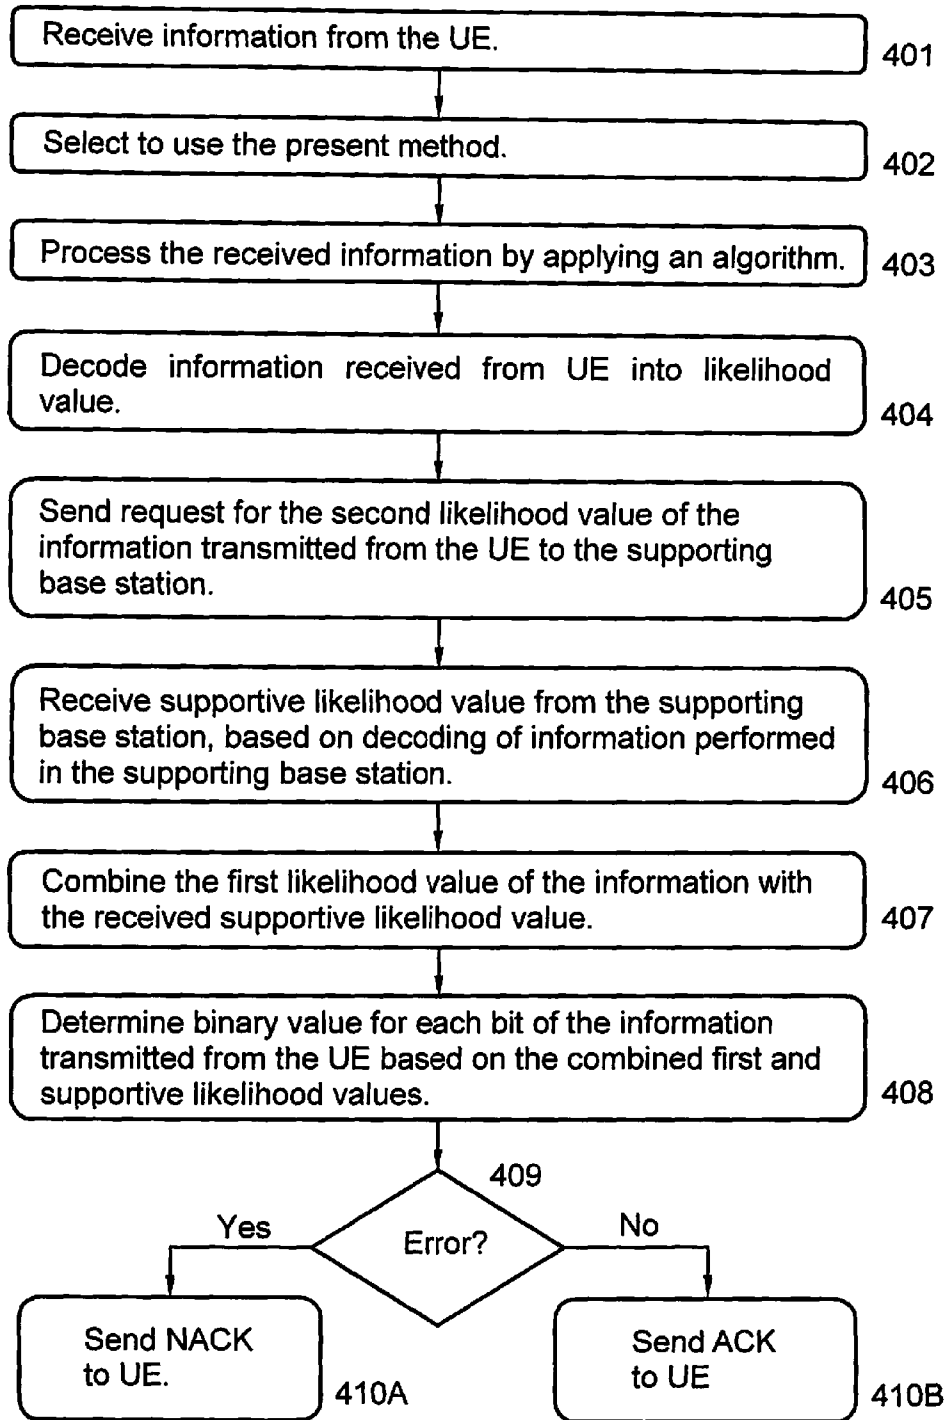 Receive information from the UE.
401
Select to use the present method.
402
Process the received information by applying an algorithm.
403
Decode information received from UE into likelihood
value.
404
Send request for the second likelihood value of the
information transmitted from the UE to the supporting
base station.
405
Receive supportive likelihood value from the supporting
base station, based on decoding of information performed
in the supporting base station.
406
Combine the first likelihood value of the information with
the received supportive likelihood value.
407
Determine binary value for each bit of the information
transmitted from the UE based on the combined first and
supportive likelihood values.
408
409
Yes
Error?
No
Send NACK
to UE.
410A
Send ACK
to UE
410B